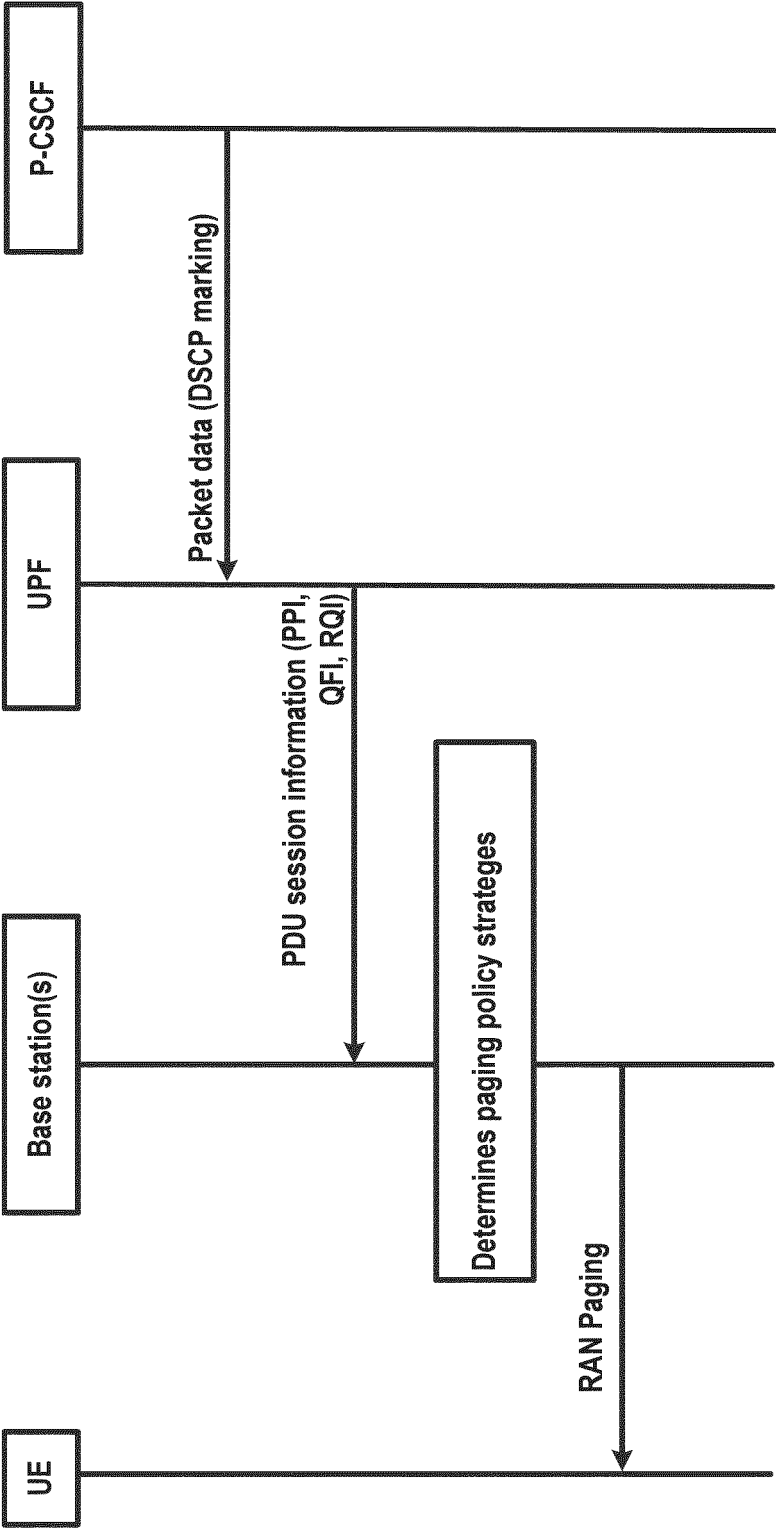 UE
Base station(s)
UPF
P-CSCF
Packet data (DSCP marking)
PDU session information (PPI,
QFI, RQI)
Determines paging policy strateges
RAN Paging